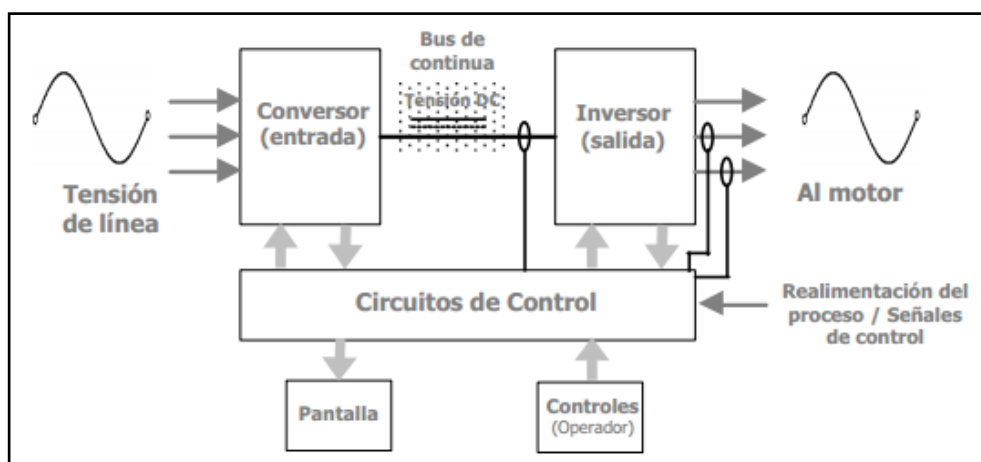 Bus de
continua
Tensión DC
Conversor
(entrada)
Inversor
(salida)
Tensión
de línea
Al motor
Circuitos de Control
Realimentación del
proceso / Señales
de control
Pantalla
Controles
(Operador)